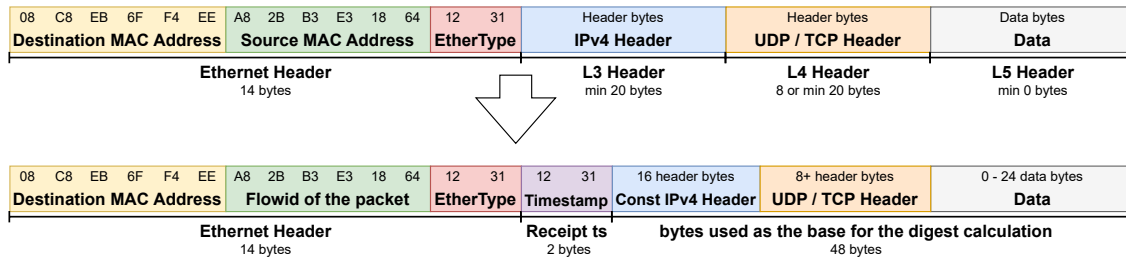 08 C8 EB 6F F4 EE A8 2B B3 E3 18 64 12 31 Header bytes Header bytes Data bytes
Destination MAC Address Source MAC Address EtherType IPv4 Header UDP / TCP Header Data
Ethernet Header L3 Header L4 Header L5 Header
14 bytes min 20 bytes 8 or min 20 bytes min 0 bytes
08 C8 EB 6F F4 EE A8 2B B3 E3 18 64 12 31 12 31 16 header bytes 8+ header bytes 0 - 24 data bytes
Destination MAC Address Flowid of the packet EtherType Timestamp Const IPv4 Header UDP / TCP Header Data
Ethernet Header Receipt ts bytes used as the base for the digest calculation
14 bytes 2 bytes 48 bytes